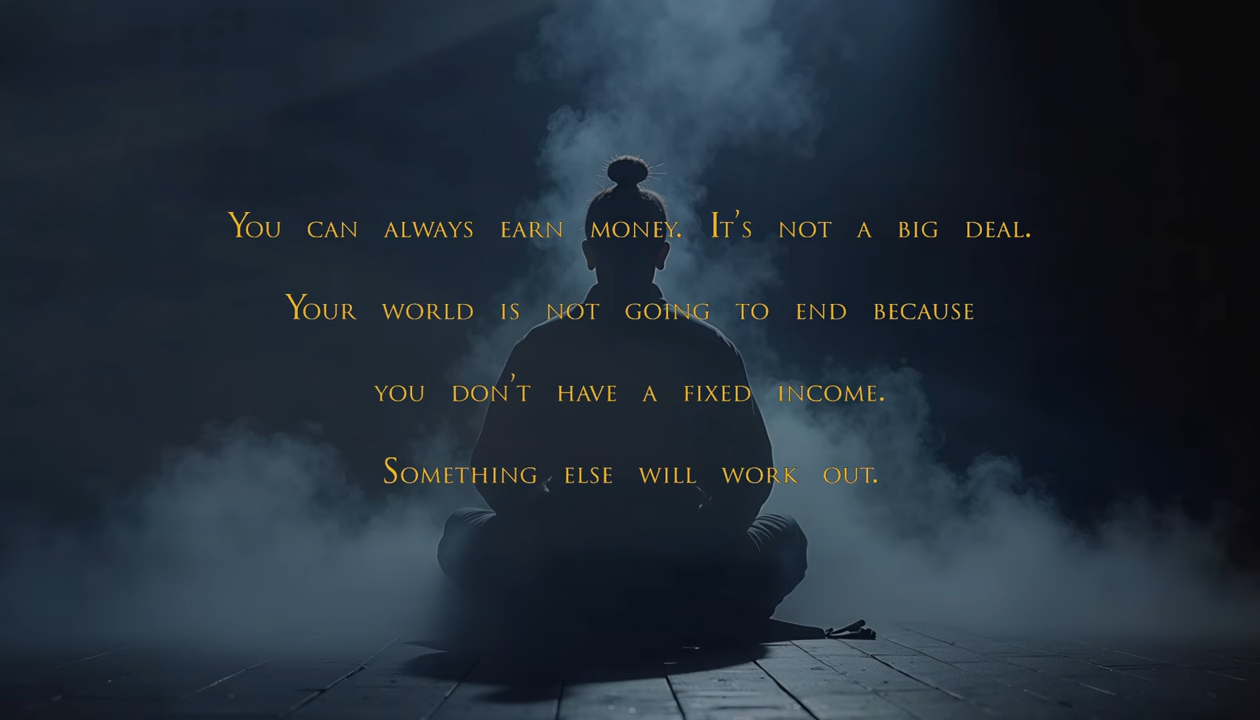 You can always earn money. It's not a big deal.
Your world is not going to end because
you don't have a fixed income.
Something else will work out.